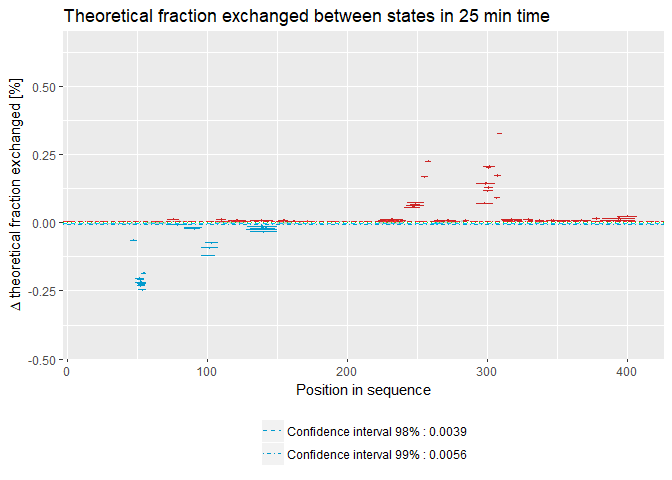 Theoretical fraction exchanged between states in 25 min time
Δ theoretical fraction exchanged [%]
0.50
0.25
0.00
-0.25
-0.50
0 100 200 300 400
Position in sequence
Confidence interval 98% : 0.0039
Confidence interval 99% : 0.0056